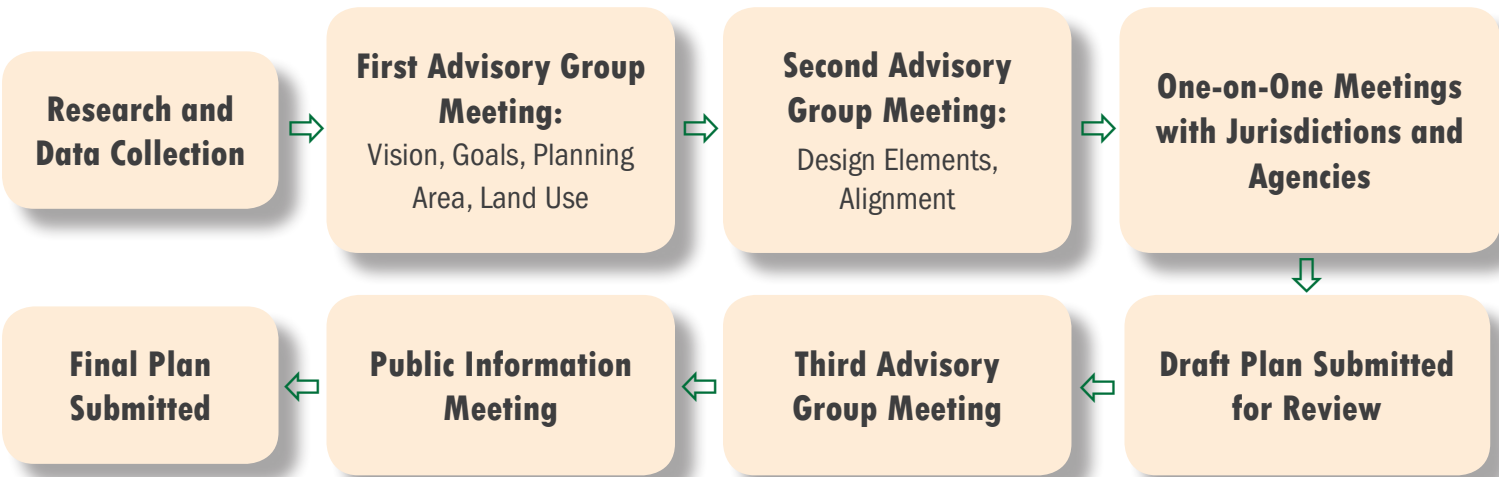 Research and
Data Collection
First Advisory Group
Meeting:
Vision, Goals, Planning
Area, Land Use
Second Advisory
Group Meeting:
Design Elements,
Alignment
One-on-One Meetings
with Jurisdictions and
Agencies
Draft Plan Submitted
for Review
Third Advisory
Group Meeting
Public Information
Meeting
Final Plan
Submitted